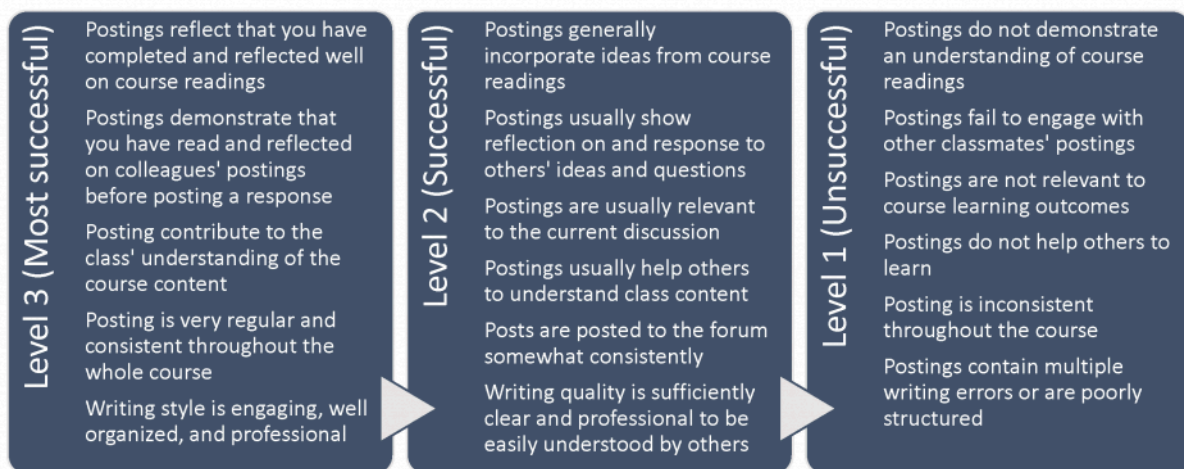 Level 3 (Most successful)
Postings reflect that you have
completed and reflected well
on course readings
Postings demonstrate that
you have read and reflected
on colleagues' postings
before posting a response
Posting contribute to the
class' understanding of the
course content
Posting is very regular and
consistent throughout the
whole course
Writing style is engaging, well
organized, and professional
Level 2 (Successful)
Postings generally
incorporate ideas from course
readings
Postings usually show
reflection on and response to
others' ideas and questions
Postings are usually relevant
to the current discussion
Postings usually help others
to understand class content
Posts are posted to the forum
somewhat consistently
Writing quality is sufficiently
clear and professional to be
easily understood by others
Level 1 (Unsuccessful)
Postings do not demonstrate
an understanding of course
readings
Postings fail to engage with
other classmates' postings
Postings are not relevant to
course learning outcomes
Postings do not help others to
learn
Posting is inconsistent
throughout the course
Postings contain multiple
writing errors or are poorly
structured